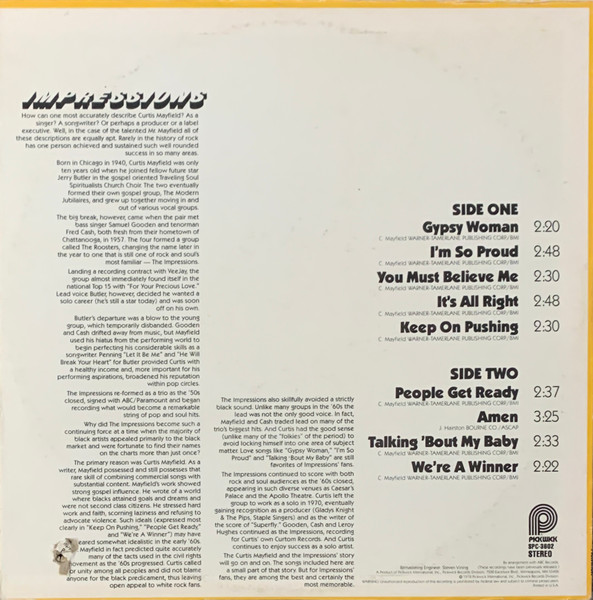 IMPRESSIONS
How can one most accurately describe Curtis Mayfield? As a
singer? A songwriter? Or perhaps a producer or a label
executive. Well, in the case of the talented Mr. Mayfield all of
these descriptions are equally apt. Rarely in the history of rock
has one person achieved and sustained such well rounded
success in so many areas.
Born in Chicago in 1940, Curtis Mayfield was only
ten years old when he joined fellow future star
Jerry Butler in the gospel oriented Traveling Soul
Spiritualists Church Choir. The two eventually
formed their own gospel group, The Modern
Jubilaires, and grew up together moving in and
out of various vocal groups.
The big break, however, came when the pair met
bass singer Samuel Gooden and tenorman
Fred Cash, both fresh from their hometown of
Chattanooga, in 1957. The four formed a group
called The Roosters, changing the name later in
the year to one that is still one of rock and soul's
most familiar — The Impressions.
Landing a recording contract with VeeJay, the
group almost immediately found itself in the
national Top 15 with "For Your Precious Love."
Lead voice Butler, however, decided he wanted a
solo career (he's still a star today) and was soon
off on his own.
Butler's departure was a blow to the young
group, which temporarily disbanded. Gooden
and Cash drifted away from music, but Mayfield
used his hiatus from the performing world to
begin perfecting his considerable skills as a
songwriter. Penning "Let It Be Me" and "He Will
Break Your Heart" for Butler provided Curtis with
a healthy income and, more important for his
performing aspirations, broadened his reputation
within pop circles.
The Impressions re-formed as a trio as the '50s
closed, signed with ABC/Paramount and began
recording what would become a remarkable
string of pop and soul hits.
Why did The Impressions become such a
continuing force at a time when the majority of
black artists appealed primarily to the black
market and were fortunate to find their names
on the charts more than just once?
The primary reason was Curtis Mayfield. As a
writer, Mayfield possessed and still possesses that
rare skill of combining commercial songs with
substantial content. Mayfield's work showed
strong gospel influence. He wrote of a world
where blacks attained goals and dreams and
were not second class citizens. He stressed hard
work and faith, scorning laziness and refusing to
advocate violence. Such ideals (expressed most
clearly in "Keep On Pushing," "People Get Ready"
and "We're A Winner") may have
eared somewhat idealistic in the early '60s.
Mayfield in fact predicted quite accurately
many of the tacts used in the civil rights
movement as the '60s progressed. Curtis called
for unity among all peoples and did not blame
anyone for the black predicament, thus leaving
open appeal to white rock fans.
The Impressions also skillfully avoided a strictly
black sound. Unlike many groups in the '60s the
lead was not the only good voice. In fact,
Mayfield and Cash traded lead on many of the
trio's biggest hits. And Curtis had the good sense
(unlike many of the "folkies" of the period) to
avoid locking himself into one area of subject
matter. Love songs like "Gypsy Woman," "I'm So
Proud" and "Talking 'Bout My Baby" are still
favorites of Impressions' fans.
The Impressions continued to score with both
rock and soul audiences as the '60s closed,
appearing in such diverse venues as Caesar's
Palace and the Apollo Theatre. Curtis left the
group to work as a solo in 1970, eventually
gaining recognition as a producer (Gladys Knight
& The Pips, Staple Singers) and as the writer of
the score of "Superfly." Gooden, Cash and Leroy
Hughes continued as the Impressions, recording
for Curtis' own Curtom Records. And Curtis
continues to enjoy success as a solo artist.
The Curtis Mayfield and the Impressions' story
will go on and on. The songs included here are
a small part of that story. But for Impressions'
fans, they are among the best and certainly the
most memorable.
SIDE ONE
Gypsy Woman 2:20
C. Mayfield WARNER-TAMERLANE PUBLISHING CORP/BMI
I'm So Proud 2:48
C. Mayfield WARNER-TAMERLANE PUBLISHING CORP/BMI
You Must Believe Me 2:30
C. Mayfield WARNER-TAMERLANE PUBLISHING CORP/BMI
It's All Right 2:48
C. Mayfield WARNER-TAMERLANE PUBLISHING CORP/BMI
Keep On Pushing 2:30
C. Mayfield WARNER-TAMERLANE PUBLISHING CORP/BMI
SIDE TWO
People Get Ready 2:37
C. Mayfield WARNER-TAMERLANE PUBLISHING CORP/BMI
Amen 3:25
J. Hairston BOURNE CO./ASCAP
Talking 'Bout My Baby 2:33
C. Mayfield WARNER-TAMERLANE PUBLISHING CORP/BMI
We're A Winner 2:22
C. Mayfield WARNER-TAMERLANE PUBLISHING CORP/BMI
PICKWICK
SPC-3602
STEREO